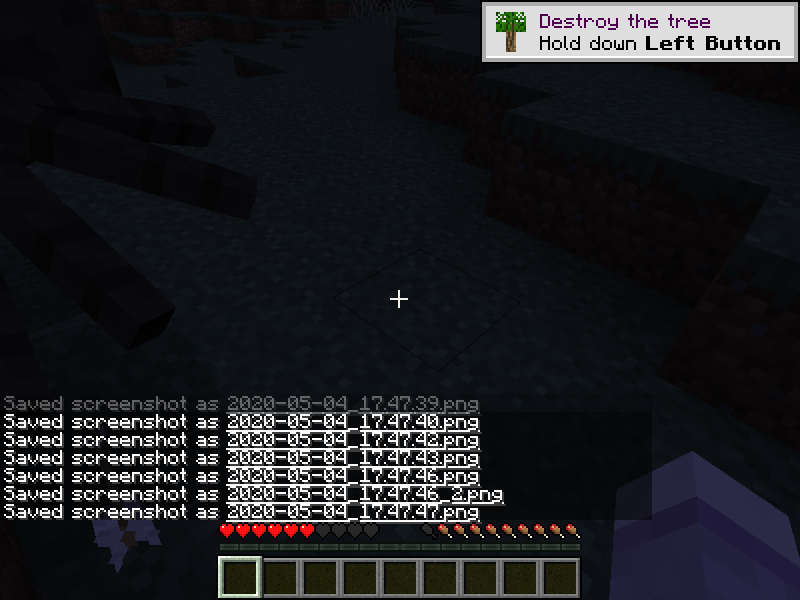 Destroy the tree
Hold down Left Button
Saved screenshot as 2020-05-04_17.47.39.png
Saved screenshot as 2020-05-04_17.47.40.png
Saved screenshot as 2020-05-04_17.47.42.png
Saved screenshot as 2020-05-04_17.47.43.png
Saved screenshot as 2020-05-04_17.47.46.png
Saved screenshot as 2020-05-04_17.47.46_2.png
Saved screenshot as 2020-05-04_17.47.47.png